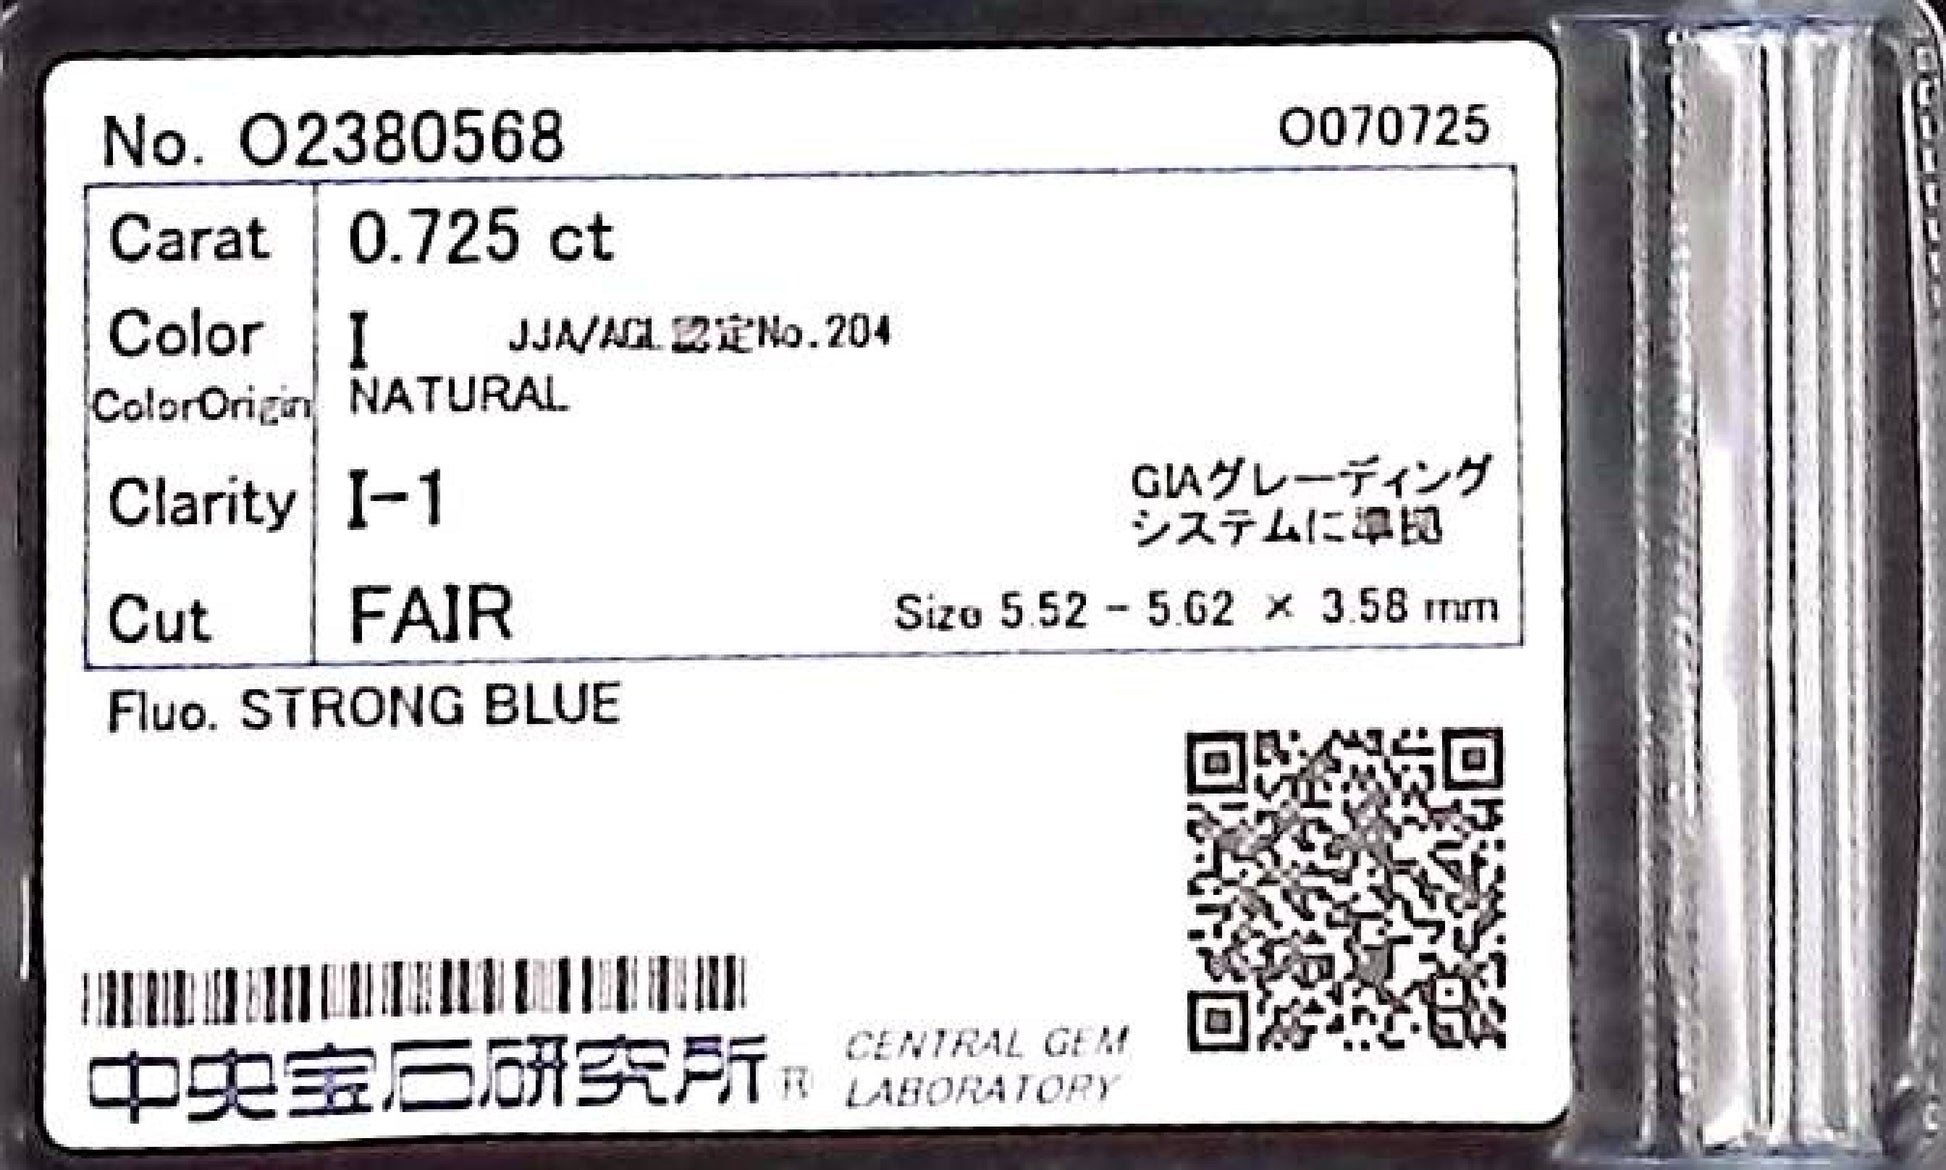 No. O2380568
O070725
Carat 0.725 ct
Color I JJA/AGL認定No.204
ColorOrigin NATURAL
Clarity I-1
GIAグレーディング
システムに準拠
Cut FAIR
Size 5.52 - 5.62 × 3.58 mm
Fluo. STRONG BLUE
中央宝石研究所®
CENTRAL GEM
LABORATORY